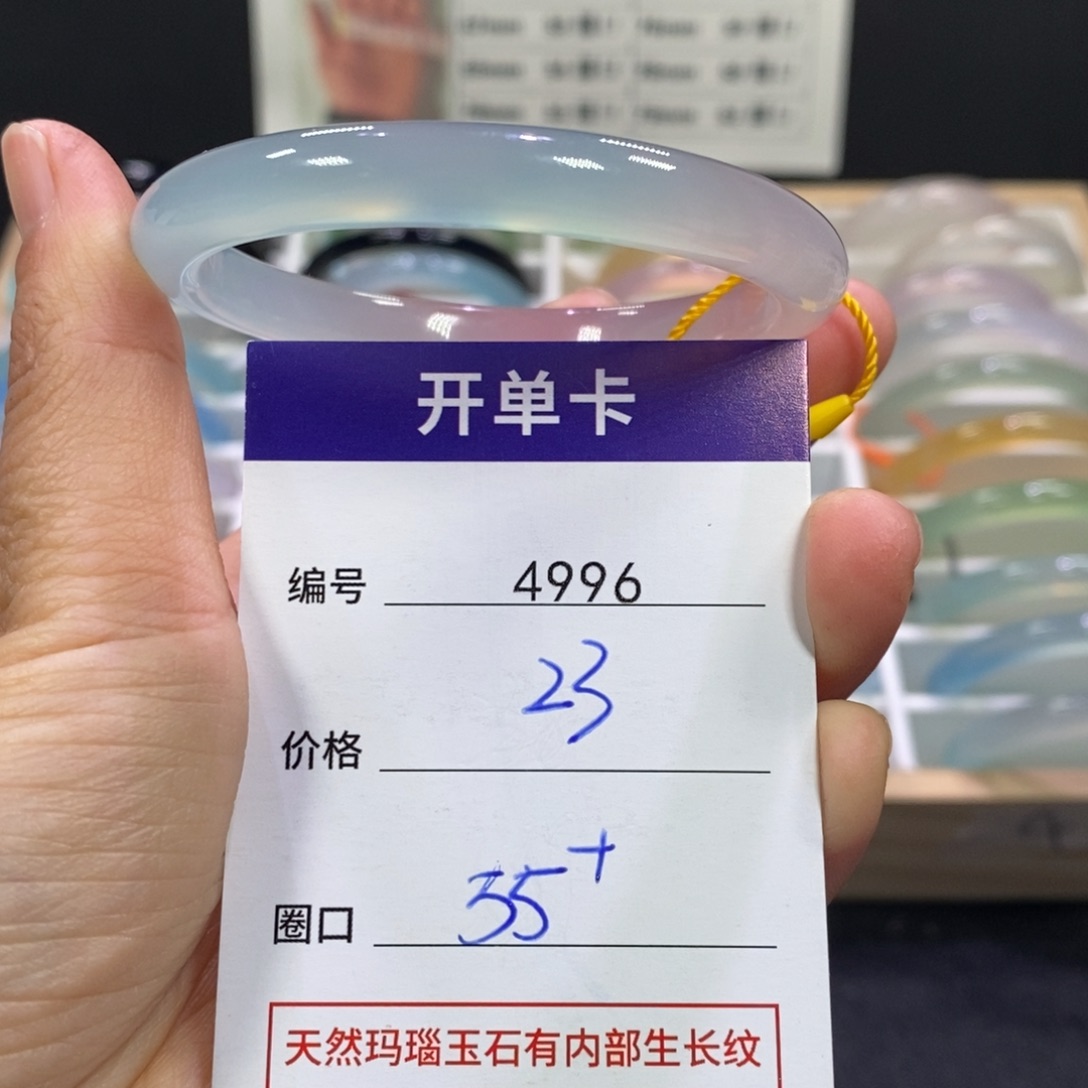 开单卡
编号 4996
价格 23
圈口 55+
天然玛瑙玉石有内部生长纹